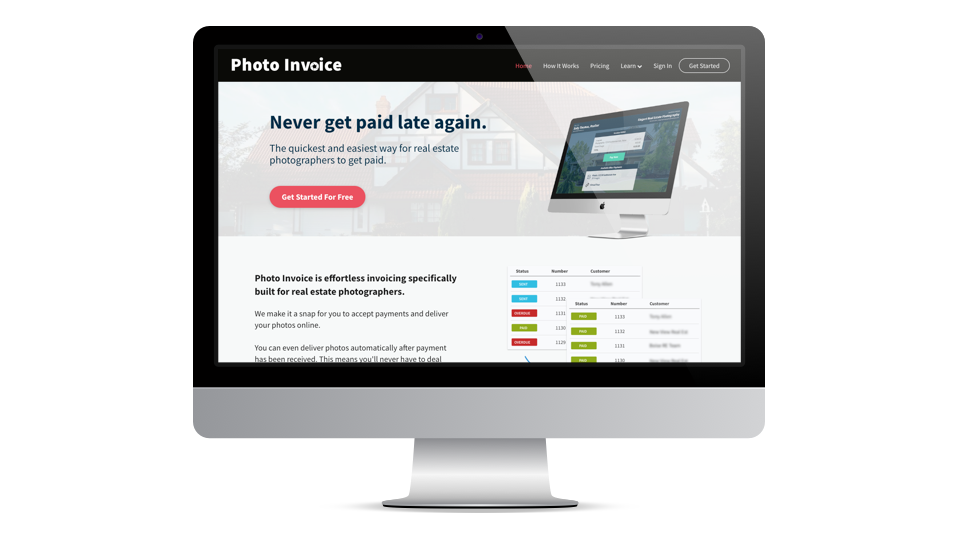 Photo Invoice
Home How It Works Pricing Learn Sign In Get Started
Never get paid late again.
The quickest and easiest way for real estate
photographers to get paid.
Get Started For Free
Photo Invoice is effortless invoicing specifically
built for real estate photographers.
We make it a snap for you to accept payments and deliver
your photos online.
You can even deliver photos automatically after payment
has been received. This means you'll never have to deal
Status Number Customer
SENT 1133
SENT 1132
OVERDUE 1131
PAID 1130
OVERDUE 1129
Status Number Customer
PAID 1133
PAID 1132
PAID 1131
PAID 1130